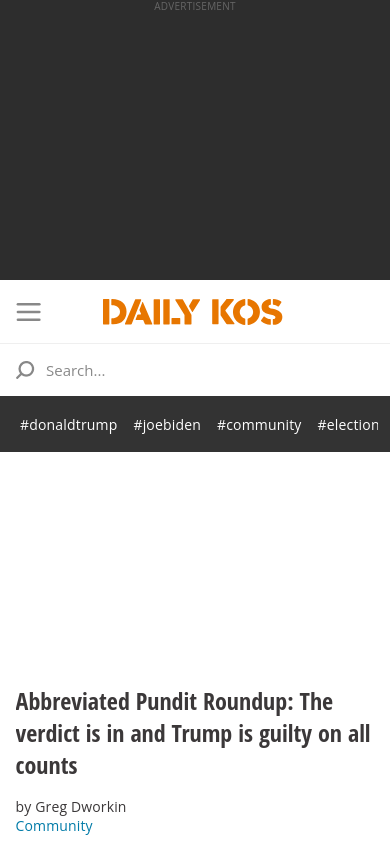 ADVERTISEMENT
DAILY KOS
Search...
#donaldtrump #joebiden #community #election
Abbreviated Pundit Roundup: The
verdict is in and Trump is guilty on all
counts
by Greg Dworkin
Community